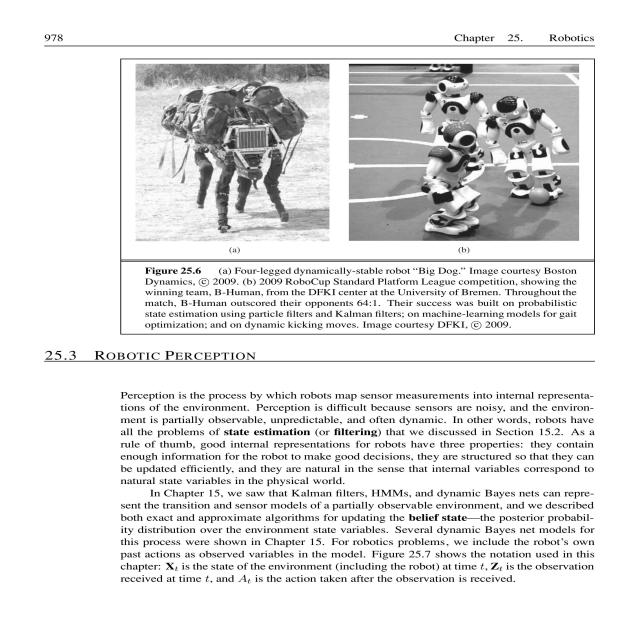 978 Chapter 25. Robotics
(a) (b)
Figure 25.6 (a) Four-legged dynamically-stable robot “Big Dog.” Image courtesy Boston
Dynamics, © 2009. (b) 2009 RoboCup Standard Platform League competition, showing the
winning team, B-Human, from the DFKI center at the University of Bremen. Throughout the
match, B-Human outscored their opponents 64:1. Their success was built on probabilistic
state estimation using particle filters and Kalman filters; on machine-learning models for gait
optimization; and on dynamic kicking moves. Image courtesy DFKI, © 2009.
25.3 ROBOTIC PERCEPTION
Perception is the process by which robots map sensor measurements into internal representa-
tions of the environment. Perception is difficult because sensors are noisy, and the environ-
ment is partially observable, unpredictable, and often dynamic. In other words, robots have
all the problems of state estimation (or filtering) that we discussed in Section 15.2. As a
rule of thumb, good internal representations for robots have three properties: they contain
enough information for the robot to make good decisions, they are structured so that they can
be updated efficiently, and they are natural in the sense that internal variables correspond to
natural state variables in the physical world.
In Chapter 15, we saw that Kalman filters, HMMs, and dynamic Bayes nets can repre-
sent the transition and sensor models of a partially observable environment, and we described
both exact and approximate algorithms for updating the belief state—the posterior probabil-
ity distribution over the environment state variables. Several dynamic Bayes net models for
this process were shown in Chapter 15. For robotics problems, we include the robot’s own
past actions as observed variables in the model. Figure 25.7 shows the notation used in this
chapter: Xt is the state of the environment (including the robot) at time t, Zt is the observation
received at time t, and At is the action taken after the observation is received.